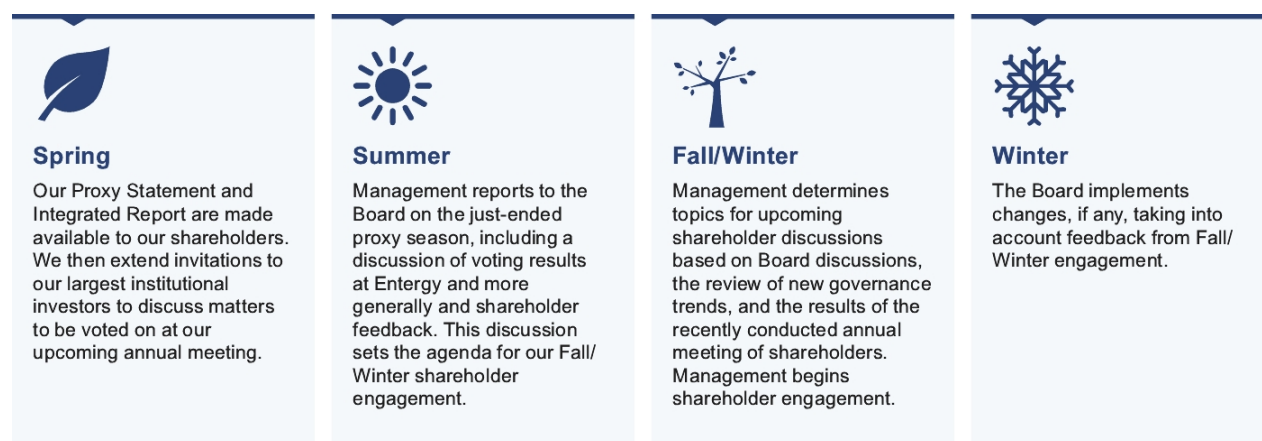 Spring
Our Proxy Statement and
Integrated Report are made
available to our shareholders.
We then extend invitations to
our largest institutional
investors to discuss matters
to be voted on at our
upcoming annual meeting.
Summer
Management reports to the
Board on the just-ended
proxy season, including a
discussion of voting results
at Entergy and more
generally and shareholder
feedback. This discussion
sets the agenda for our Fall/
Winter shareholder
engagement.
Fall/Winter
Management determines
topics for upcoming
shareholder discussions
based on Board discussions,
the review of new governance
trends, and the results of the
recently conducted annual
meeting of shareholders.
Management begins
shareholder engagement.
Winter
The Board implements
changes, if any, taking into
account feedback from Fall/
Winter engagement.